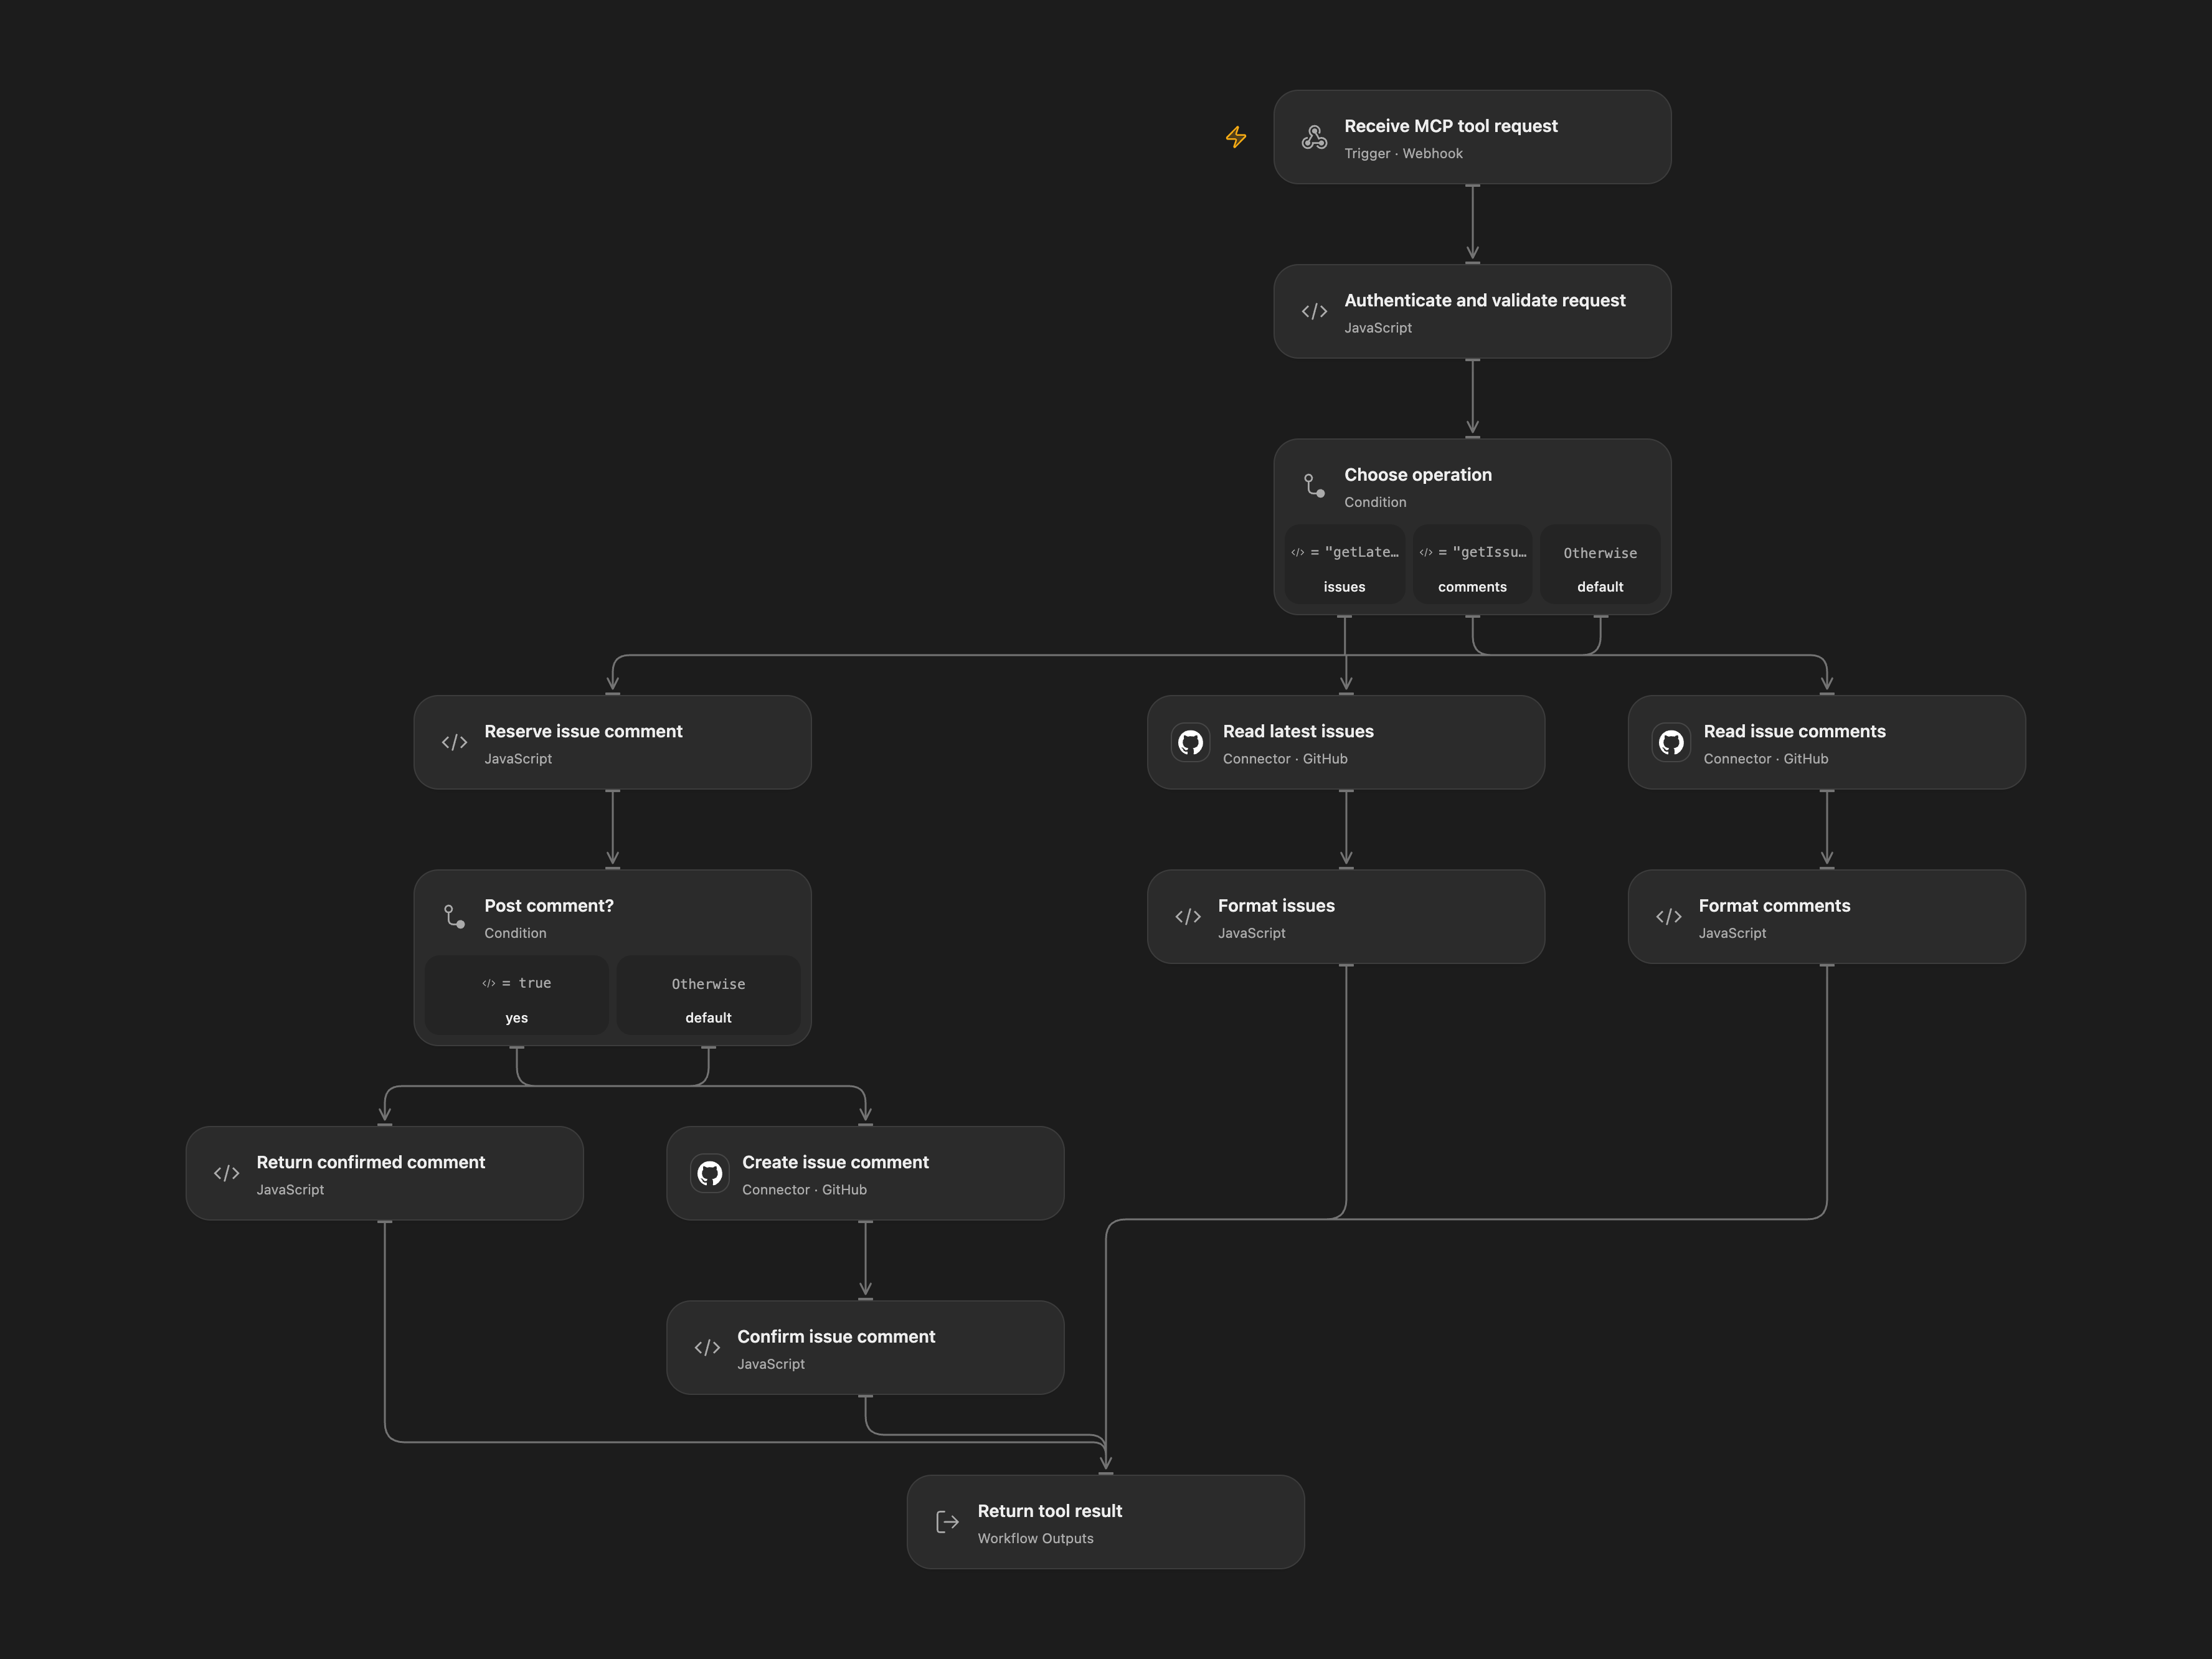 Receive MCP tool request
Trigger · Webhook
Authenticate and validate request
JavaScript
Choose operation
Condition
</> = "getLate…
</> = "getIssu…
Otherwise
issues
comments
default
Reserve issue comment
JavaScript
Read latest issues
Connector · GitHub
Read issue comments
Connector · GitHub
Post comment?
Condition
</> = true
Otherwise
yes
default
Format issues
JavaScript
Format comments
JavaScript
Return confirmed comment
JavaScript
Create issue comment
Connector · GitHub
Confirm issue comment
JavaScript
Return tool result
Workflow Outputs